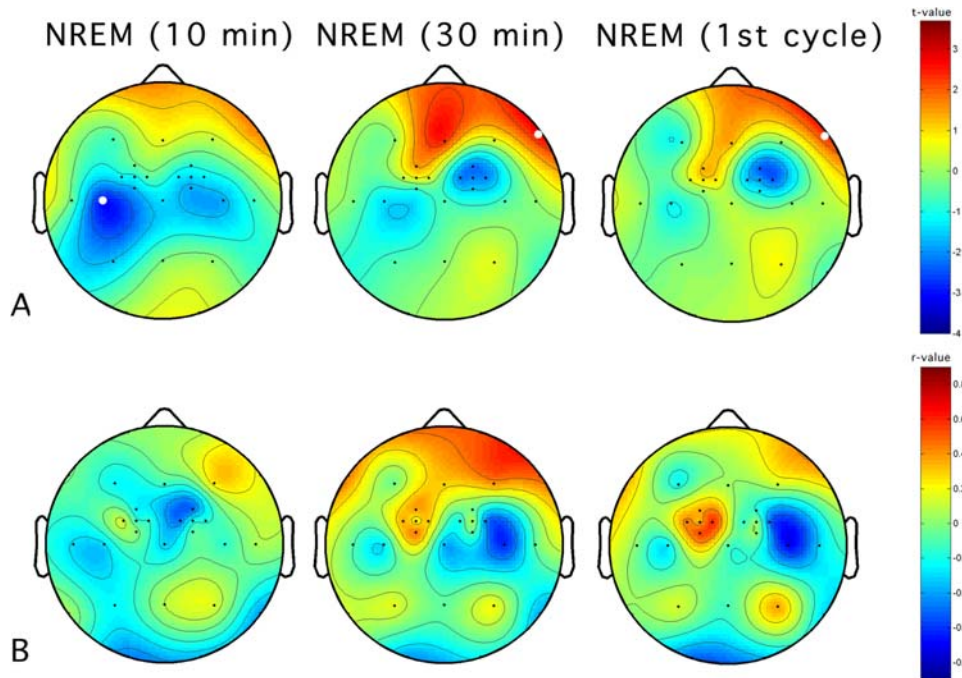 NREM (10 min)
NREM (30 min)
NREM (1st cycle)
t-value
3
2
1
0
-1
-2
-3
-4
A
r-value
B